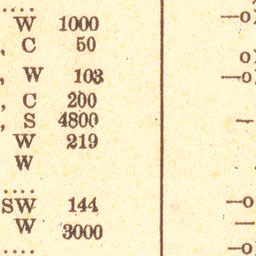 ....
W 1000 —o
, C 50
o
, W 103 —o
, C 200
, S 4800 —
W 219
W
....
SW 144 —o
W 3000 —
.... —o